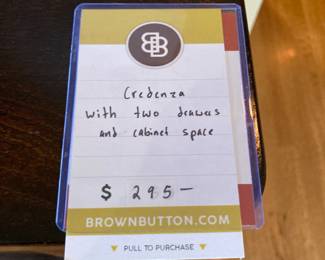 BB
Credenza
with two drawers
and cabinet space
$ 295—
BROWNBUTTON.COM
PULL TO PURCHASE